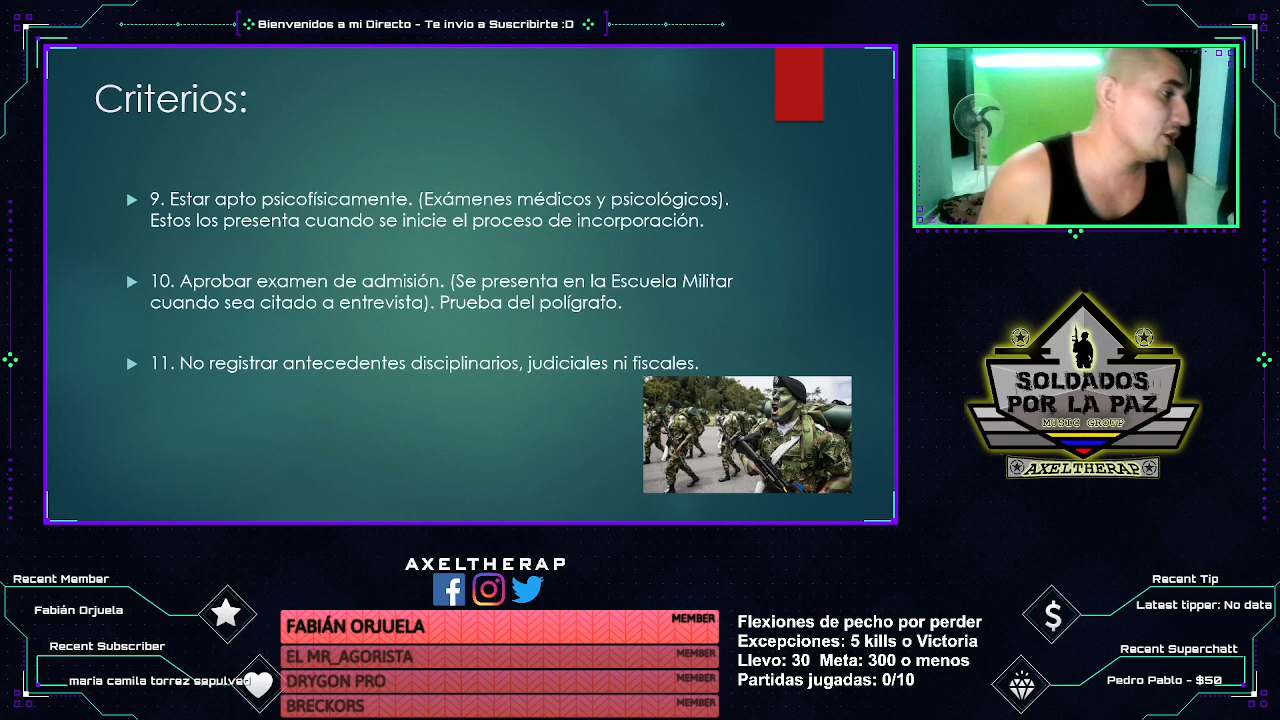 Bienvenidos a mi Directo - Te invio a Suscribirte :D
Criterios:
9. Estar apto psicofísicamente. (Exámenes médicos y psicológicos).
Estos los presenta cuando se inicie el proceso de incorporación.
10. Aprobar examen de admisión. (Se presenta en la Escuela Militar
cuando sea citado a entrevista). Prueba del polígrafo.
11. No registrar antecedentes disciplinarios, judiciales ni fiscales.
SOLDADOS
POR LA PAZ
MUSIC GROUP
AXELTHERAP
AXELTHERAP
Recent Member
Fabián Orjuela
Recent Subscriber
maria camila torrez sepulved
FABIÁN ORJUELA MEMBER
EL MR_AGORISTA MEMBER
DRYGON PRO MEMBER
BRECKORS MEMBER
Flexiones de pecho por perder
Excepciones: 5 kills o Victoria
Llevo: 30 Meta: 300 o menos
Partidas jugadas: 0/10
Recent Tip
Latest tipper: No data
Recent Superchatt
Pedro Pablo - $50